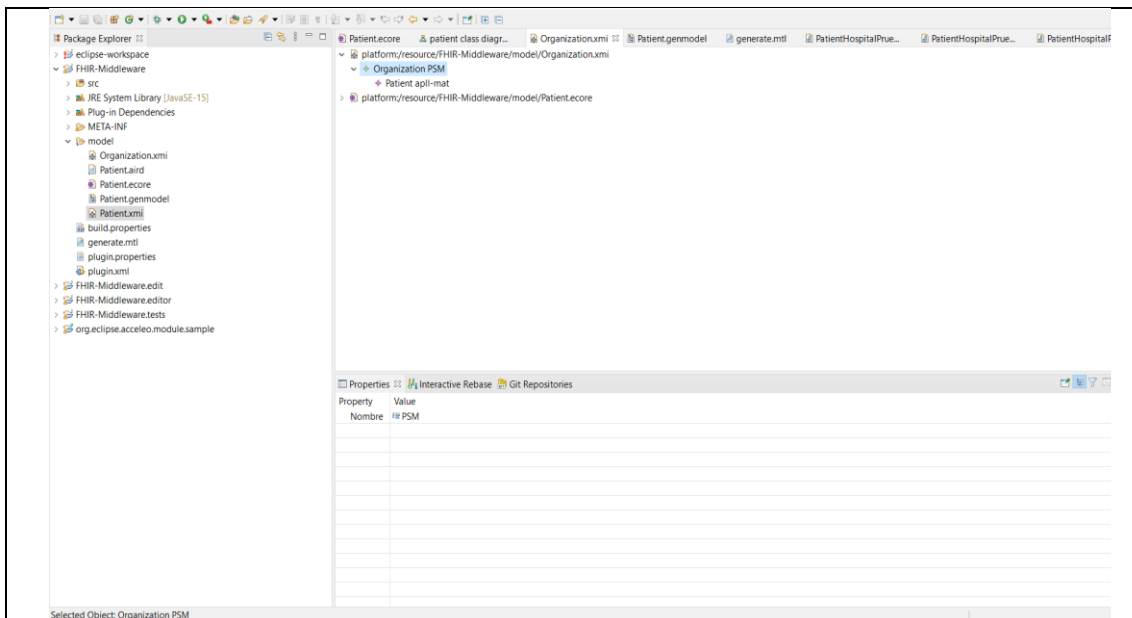 Package Explorer
eclipse-workspace
FHIR-Middleware
src
JRE System Library [JavaSE-15]
Plug-in Dependencies
META-INF
model
Organization.xmi
Patient.aird
Patient.ecore
Patient.genmodel
Patient.xmi
build.properties
generate.mtl
plugin.properties
plugin.xml
FHIR-Middleware.edit
FHIR-Middleware.editor
FHIR-Middleware.tests
org.eclipse.acceleo.module.sample
Patient.ecore patient class diagr... Organization.xmi Patient.genmodel generate.mtl PatientHospitalPrue... PatientHospitalPrue... PatientHospitalP
platform:/resource/FHIR-Middleware/model/Organization.xmi
Organization PSM
Patient apli-mat
platform:/resource/FHIR-Middleware/model/Patient.ecore
Properties Interactive Rebase Git Repositories
Property Value
Nombre PSM
Selected Object: Organization PSM